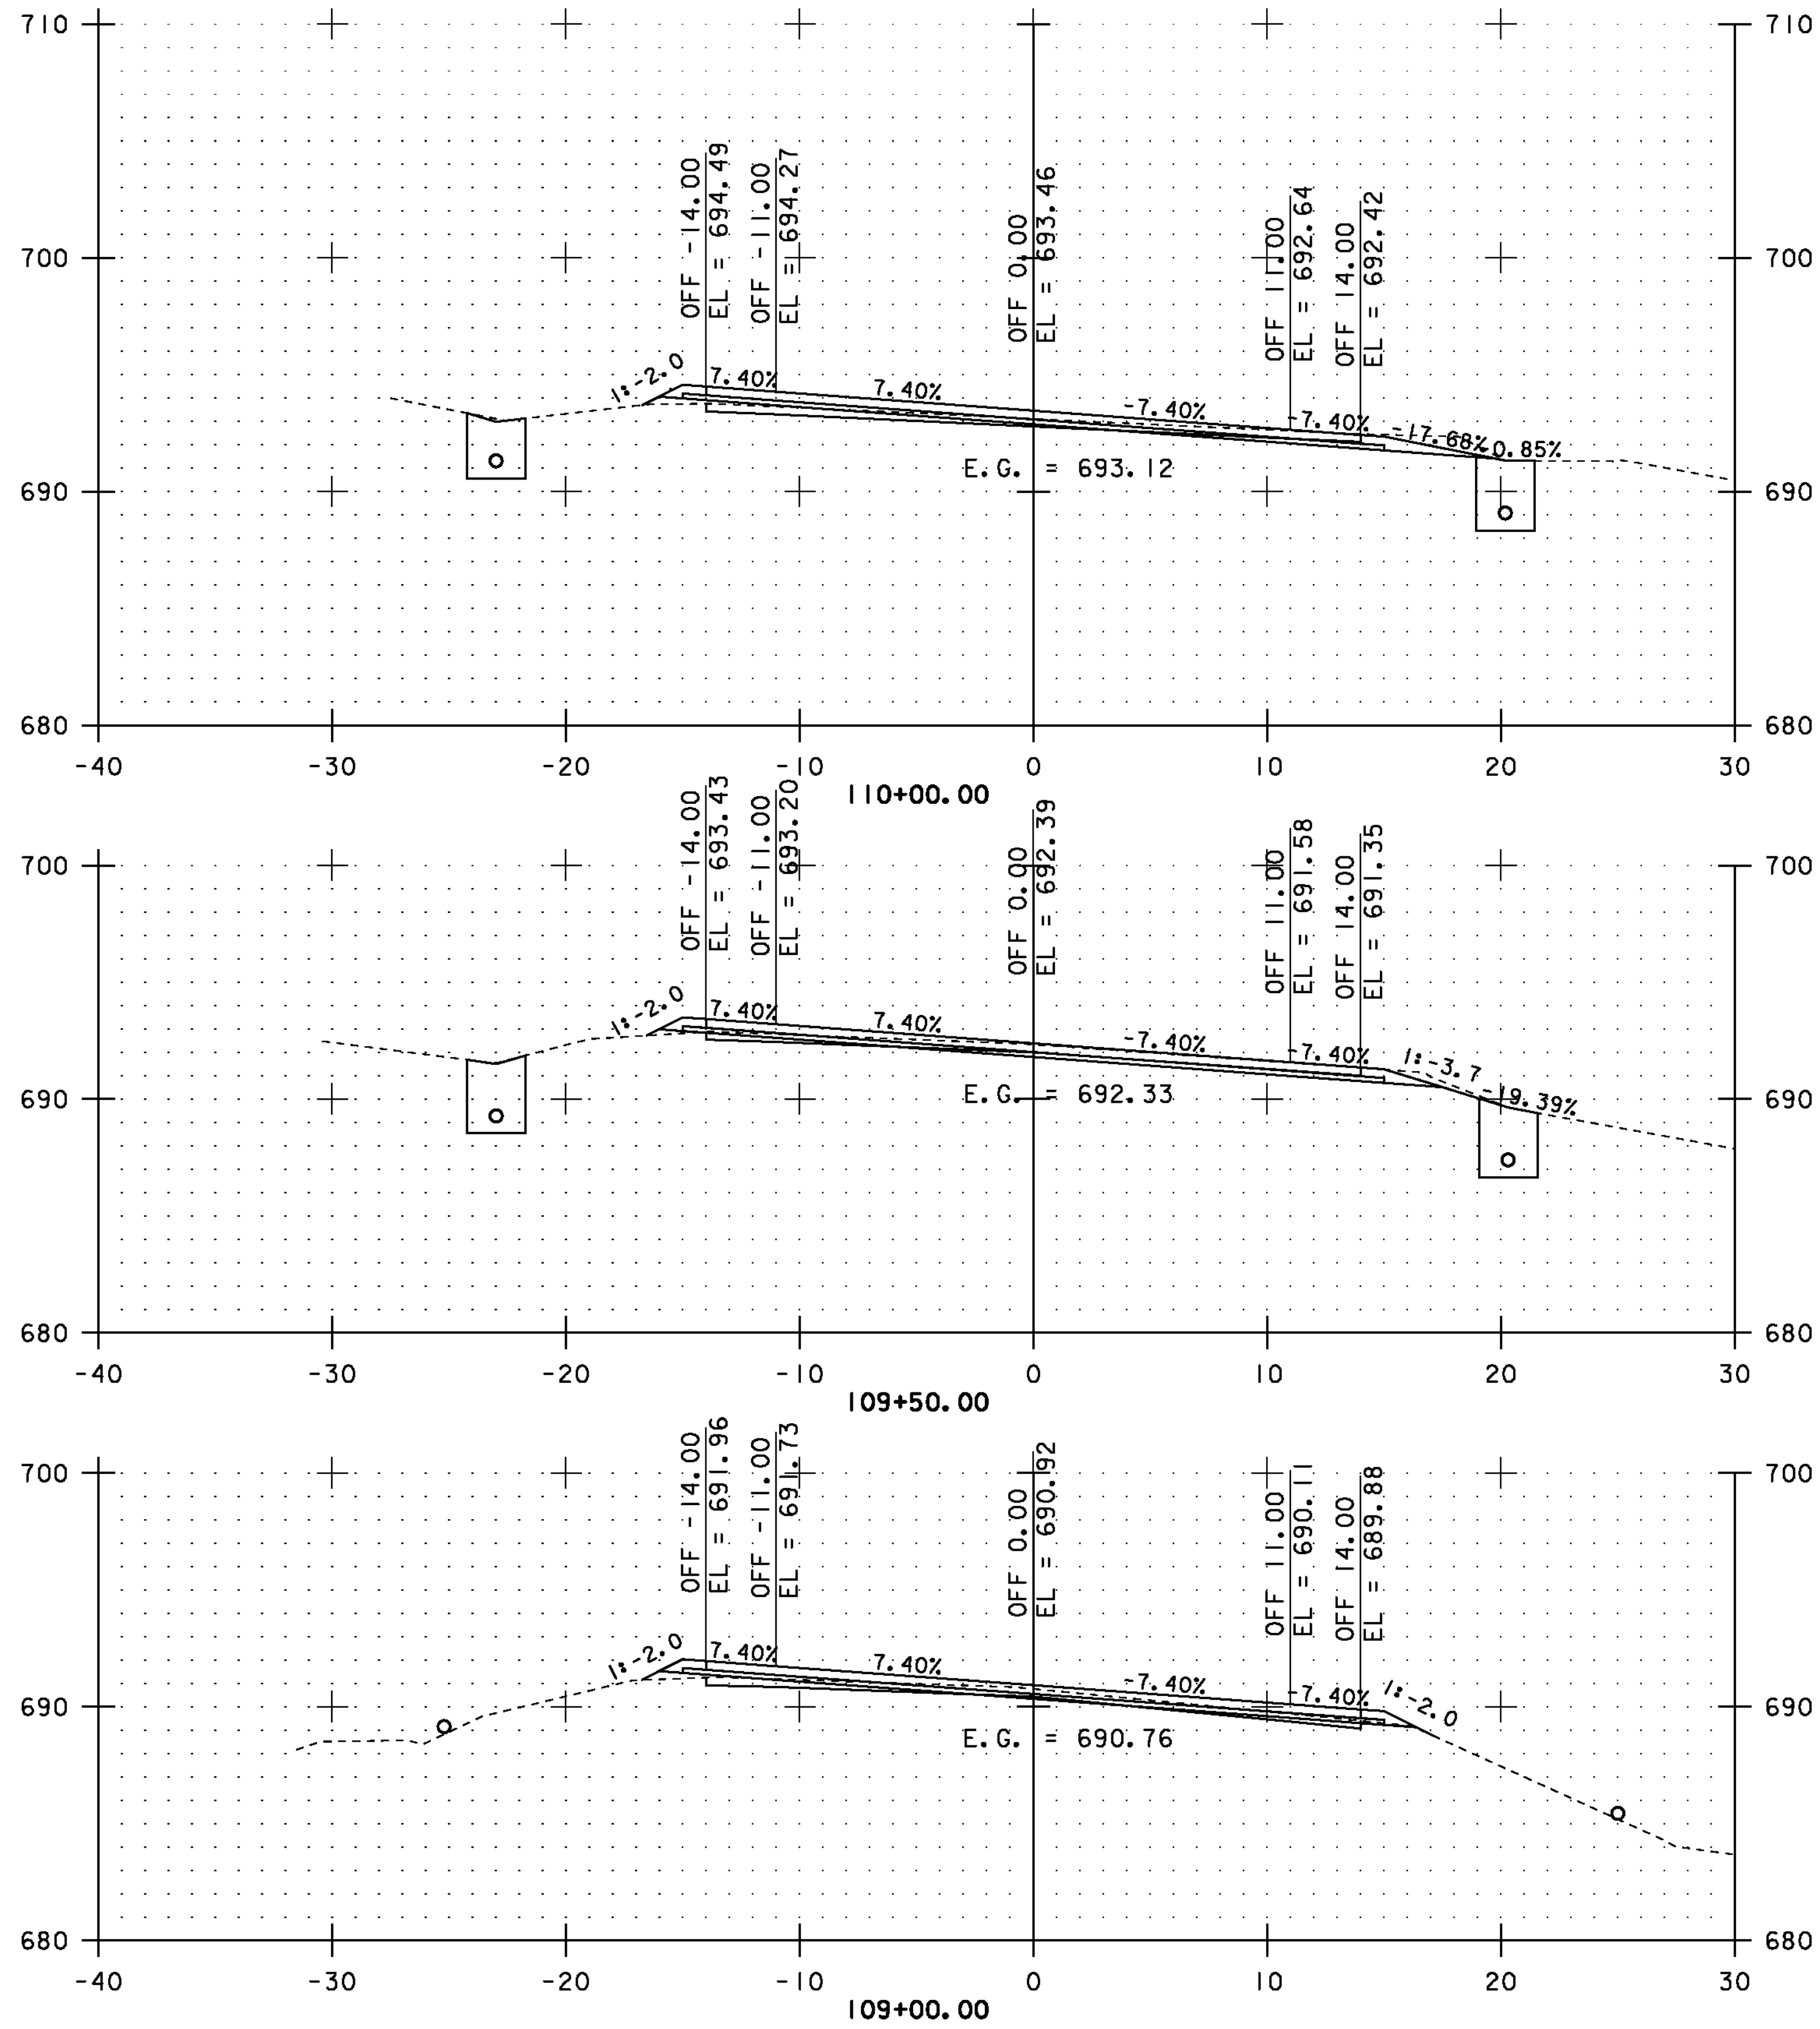 710 710
OFF -14.00
EL = 694.49
OFF -11.00
EL = 694.27
OFF 0.00
EL = 693.46
OFF 11.00
EL = 692.64
OFF 14.00
EL = 692.42
700 700
1:-2.0 7.40% 7.40% -7.40% -7.40% -17.68% -0.85%
E.G. = 693.12
690 690
680 680
-40 -30 -20 -10 0 10 20 30
110+00.00
OFF -14.00
EL = 693.43
OFF -11.00
EL = 693.20
OFF 0.00
EL = 692.39
OFF 11.00
EL = 691.58
OFF 14.00
EL = 691.35
700 700
1:-2.0 7.40% 7.40% -7.40% -7.40% 1:-3.7 -19.39%
E.G. = 692.33
690 690
680 680
-40 -30 -20 -10 0 10 20 30
109+50.00
OFF -14.00
EL = 691.96
OFF -11.00
EL = 691.73
OFF 0.00
EL = 690.92
OFF 11.00
EL = 690.11
OFF 14.00
EL = 689.88
700 700
1:-2.0 7.40% 7.40% -7.40% -7.40% 1:-2.0
690 690
E.G. = 690.76
680 680
-40 -30 -20 -10 0 10 20 30
109+00.00